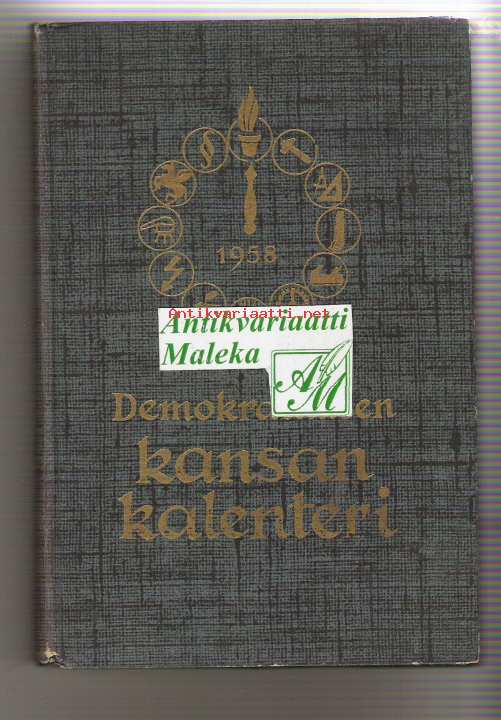 §
1958
Antikvariaatti.net
Antikvariaatti
Maleka
AM
kansan
kalenteri